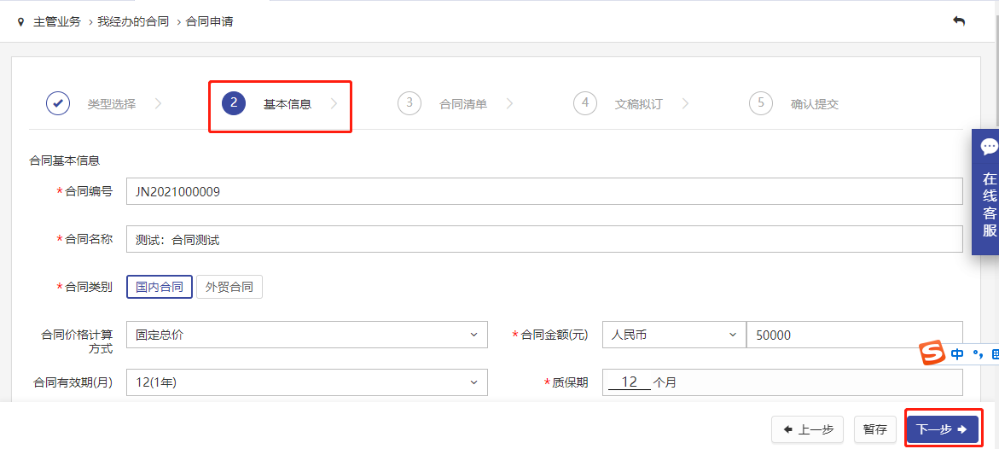 主管业务 > 我经办的合同 > 合同申请
类型选择 2 基本信息 3 合同清单 4 文稿拟订 5 确认提交
合同基本信息
*合同编号 JN2021000009
*合同名称 测试：合同测试
*合同类别 国内合同 外贸合同
合同价格计算方式 固定总价 *合同金额(元) 人民币 50000
合同有效期(月) 12(1年) *质保期 12 个月
上一步 暂存 下一步
在线客服
S 中 °,